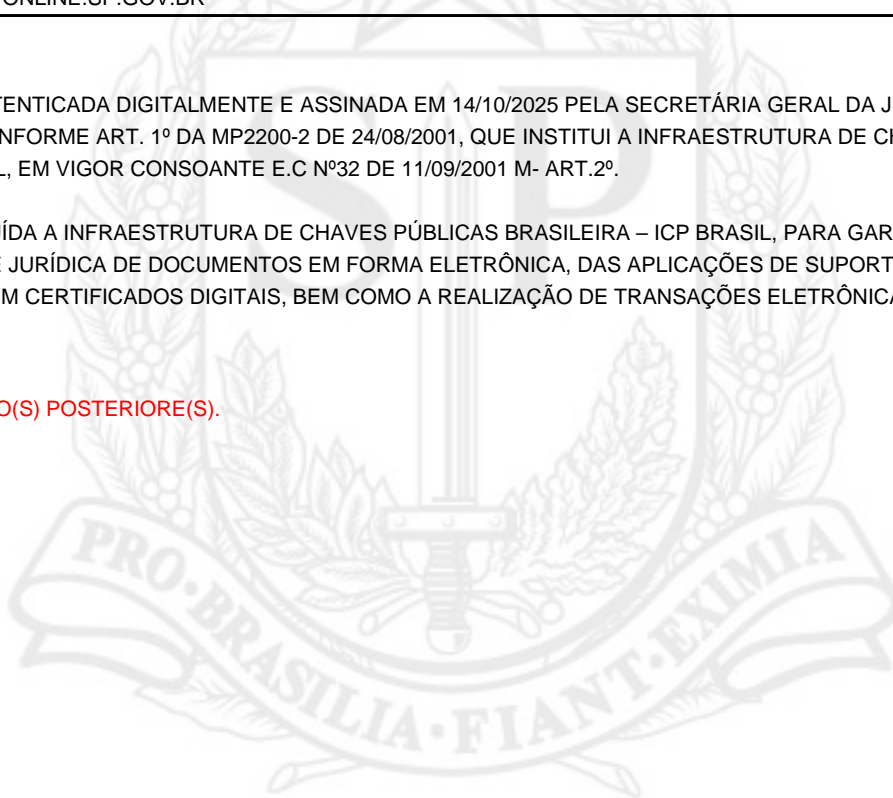 ONLINE.SP.GOV.BR
TENTICADA DIGITALMENTE E ASSINADA EM 14/10/2025 PELA SECRETÁRIA GERAL DA J
NFORME ART. 1º DA MP2200-2 DE 24/08/2001, QUE INSTITUI A INFRAESTRUTURA DE CH
L, EM VIGOR CONSOANTE E.C Nº32 DE 11/09/2001 M- ART.2º.
ÍDA A INFRAESTRUTURA DE CHAVES PÚBLICAS BRASILEIRA – ICP BRASIL, PARA GAR
E JURÍDICA DE DOCUMENTOS EM FORMA ELETRÔNICA, DAS APLICAÇÕES DE SUPORT
M CERTIFICADOS DIGITAIS, BEM COMO A REALIZAÇÃO DE TRANSAÇÕES ELETRÔNICA
O(S) POSTERIORE(S).
SP
PRO·BRASILIA·FIANT·EXIMIA